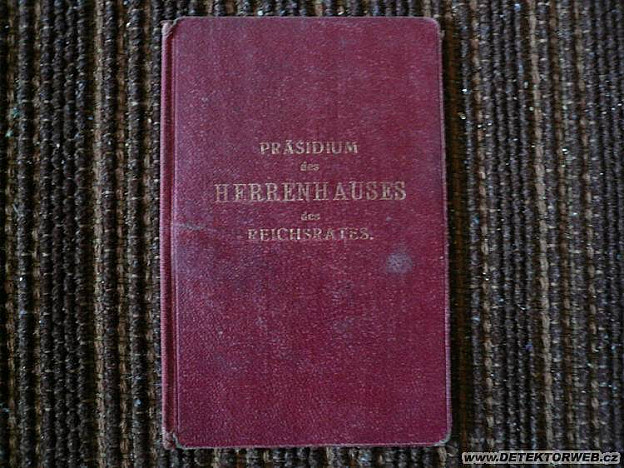 PRÄSIDIUM
des
HERRENHAUSES
des
REICHSRATES.
WWW.DETEKTORWEB.CZ